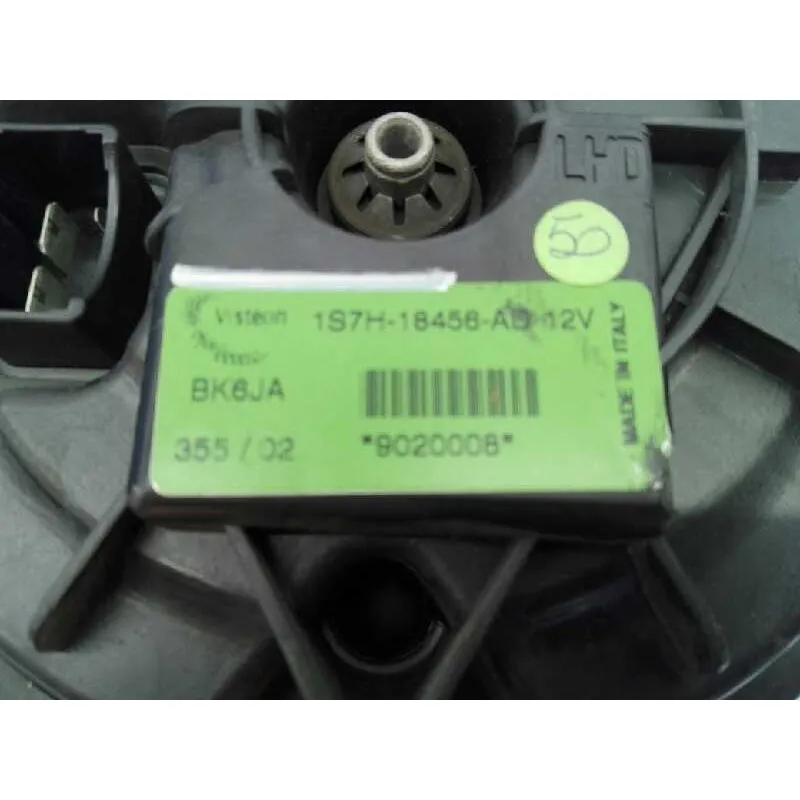 LHD
50
Visteon 1S7H-18456-AD 12V
BK6JA
355 / 02 *9020008*
MADE IN ITALY